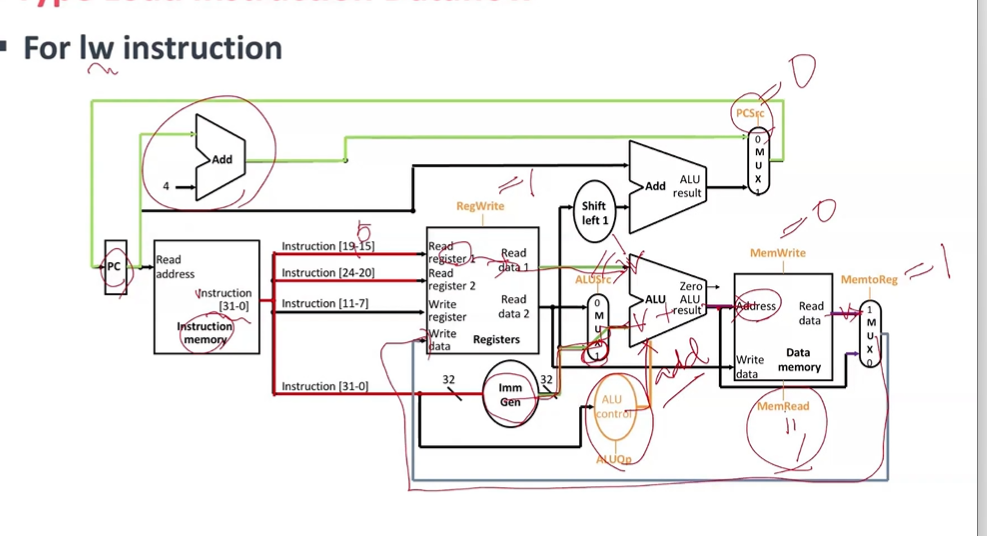 ▪ For lw instruction
= 0
PCSrc
Add
4
0
M
U
X
1
Add
ALU
result
Shift
left 1
= 1
RegWrite
= 0
MemWrite
MemtoReg = 1
PC
Read
address
Instruction
[31-0]
Instruction
memory
Instruction [19-15]
Instruction [24-20]
Instruction [11-7]
Instruction [31-0]
Read
register 1
Read
register 2
Write
register
Write
data
Read
data 1
Read
data 2
Registers
ALUSrc
0
M
U
X
1
Zero
ALU
ALU
result
add
Address
Write
data
Read
data
Data
memory
1
M
U
X
0
32
Imm
Gen
32
ALU
control
ALUOp
MemRead
= 1